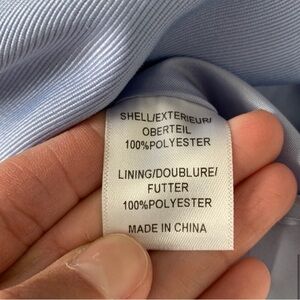 SHELL/EXTERIEUR/
OBERTEIL
100%POLYESTER
LINING/DOUBLURE/
FUTTER
100%POLYESTER
MADE IN CHINA